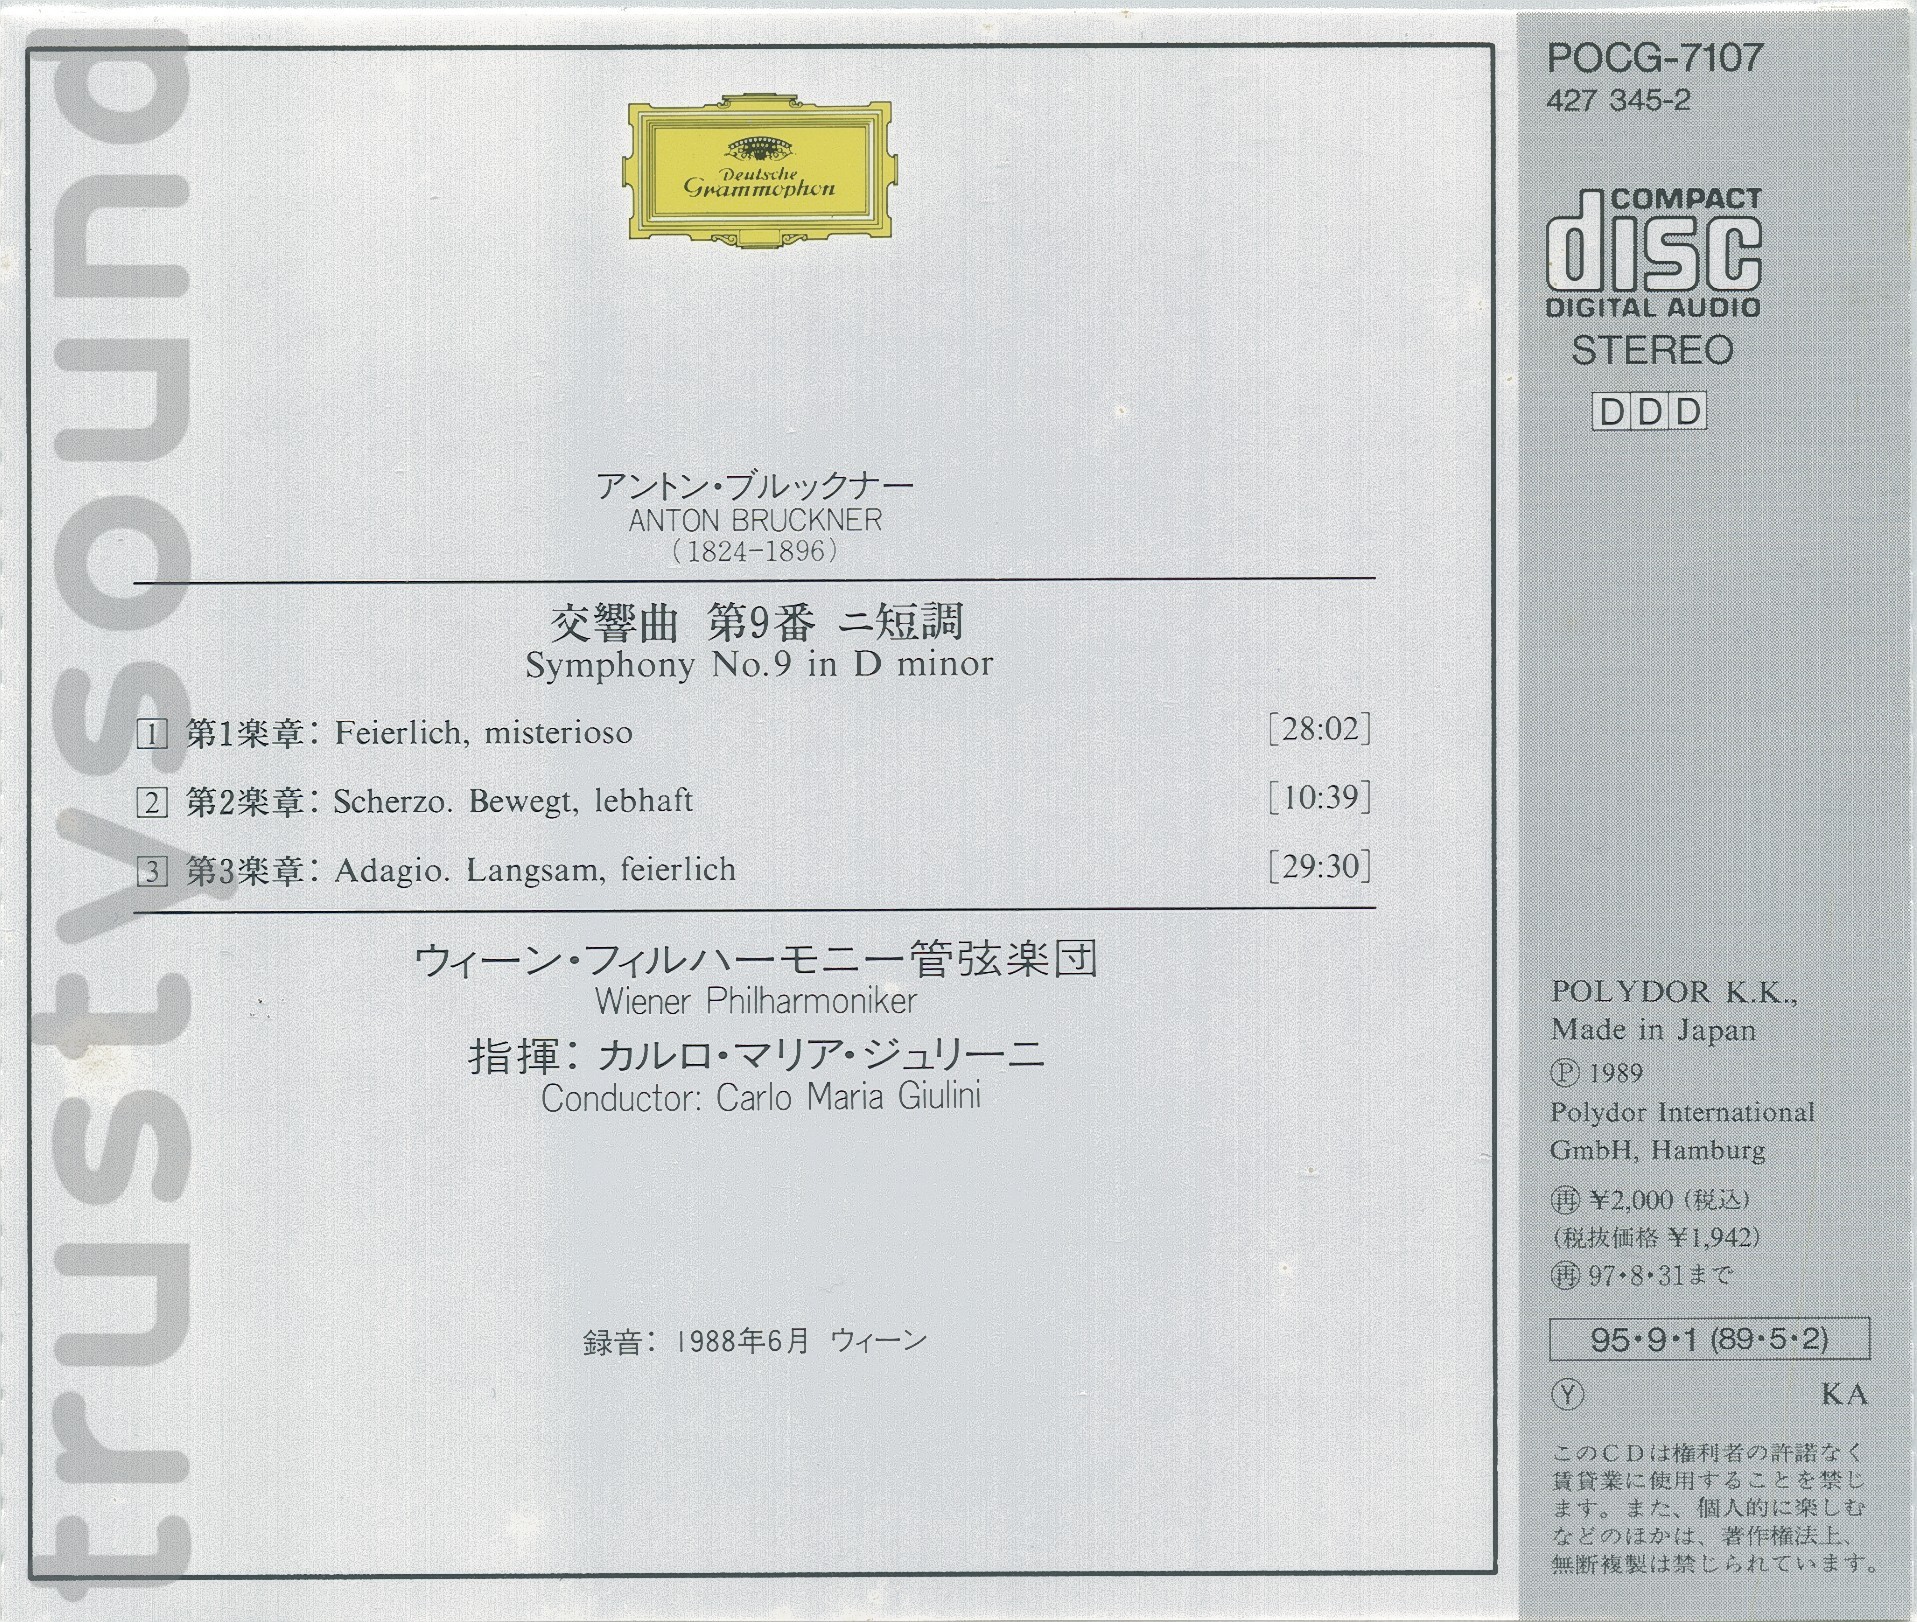 trustysound
Deutsche
Grammophon
アントン・ブルックナー
ANTON BRUCKNER
(1824-1896)
交響曲 第9番 ニ短調
Symphony No.9 in D minor
1 第1楽章: Feierlich, misterioso [28:02]
2 第2楽章: Scherzo. Bewegt, lebhaft [10:39]
3 第3楽章: Adagio. Langsam, feierlich [29:30]
ウィーン・フィルハーモニー管弦楽団
Wiener Philharmoniker
指揮: カルロ・マリア・ジュリーニ
Conductor: Carlo Maria Giulini
録音: 1988年6月 ウィーン
POCG-7107
427 345-2
COMPACT
disc
DIGITAL AUDIO
STEREO
DDD
POLYDOR K.K.,
Made in Japan
Ⓟ 1989
Polydor International
GmbH, Hamburg
再 ¥2,000 (税込)
(税抜価格 ¥1,942)
再 97・8・31まで
95・9・1 (89・5・2)
Ⓨ KA
このCDは権利者の許諾なく
賃貸業に使用することを禁じ
ます。また、個人的に楽しむ
などのほかは、著作権法上、
無断複製は禁じられています。